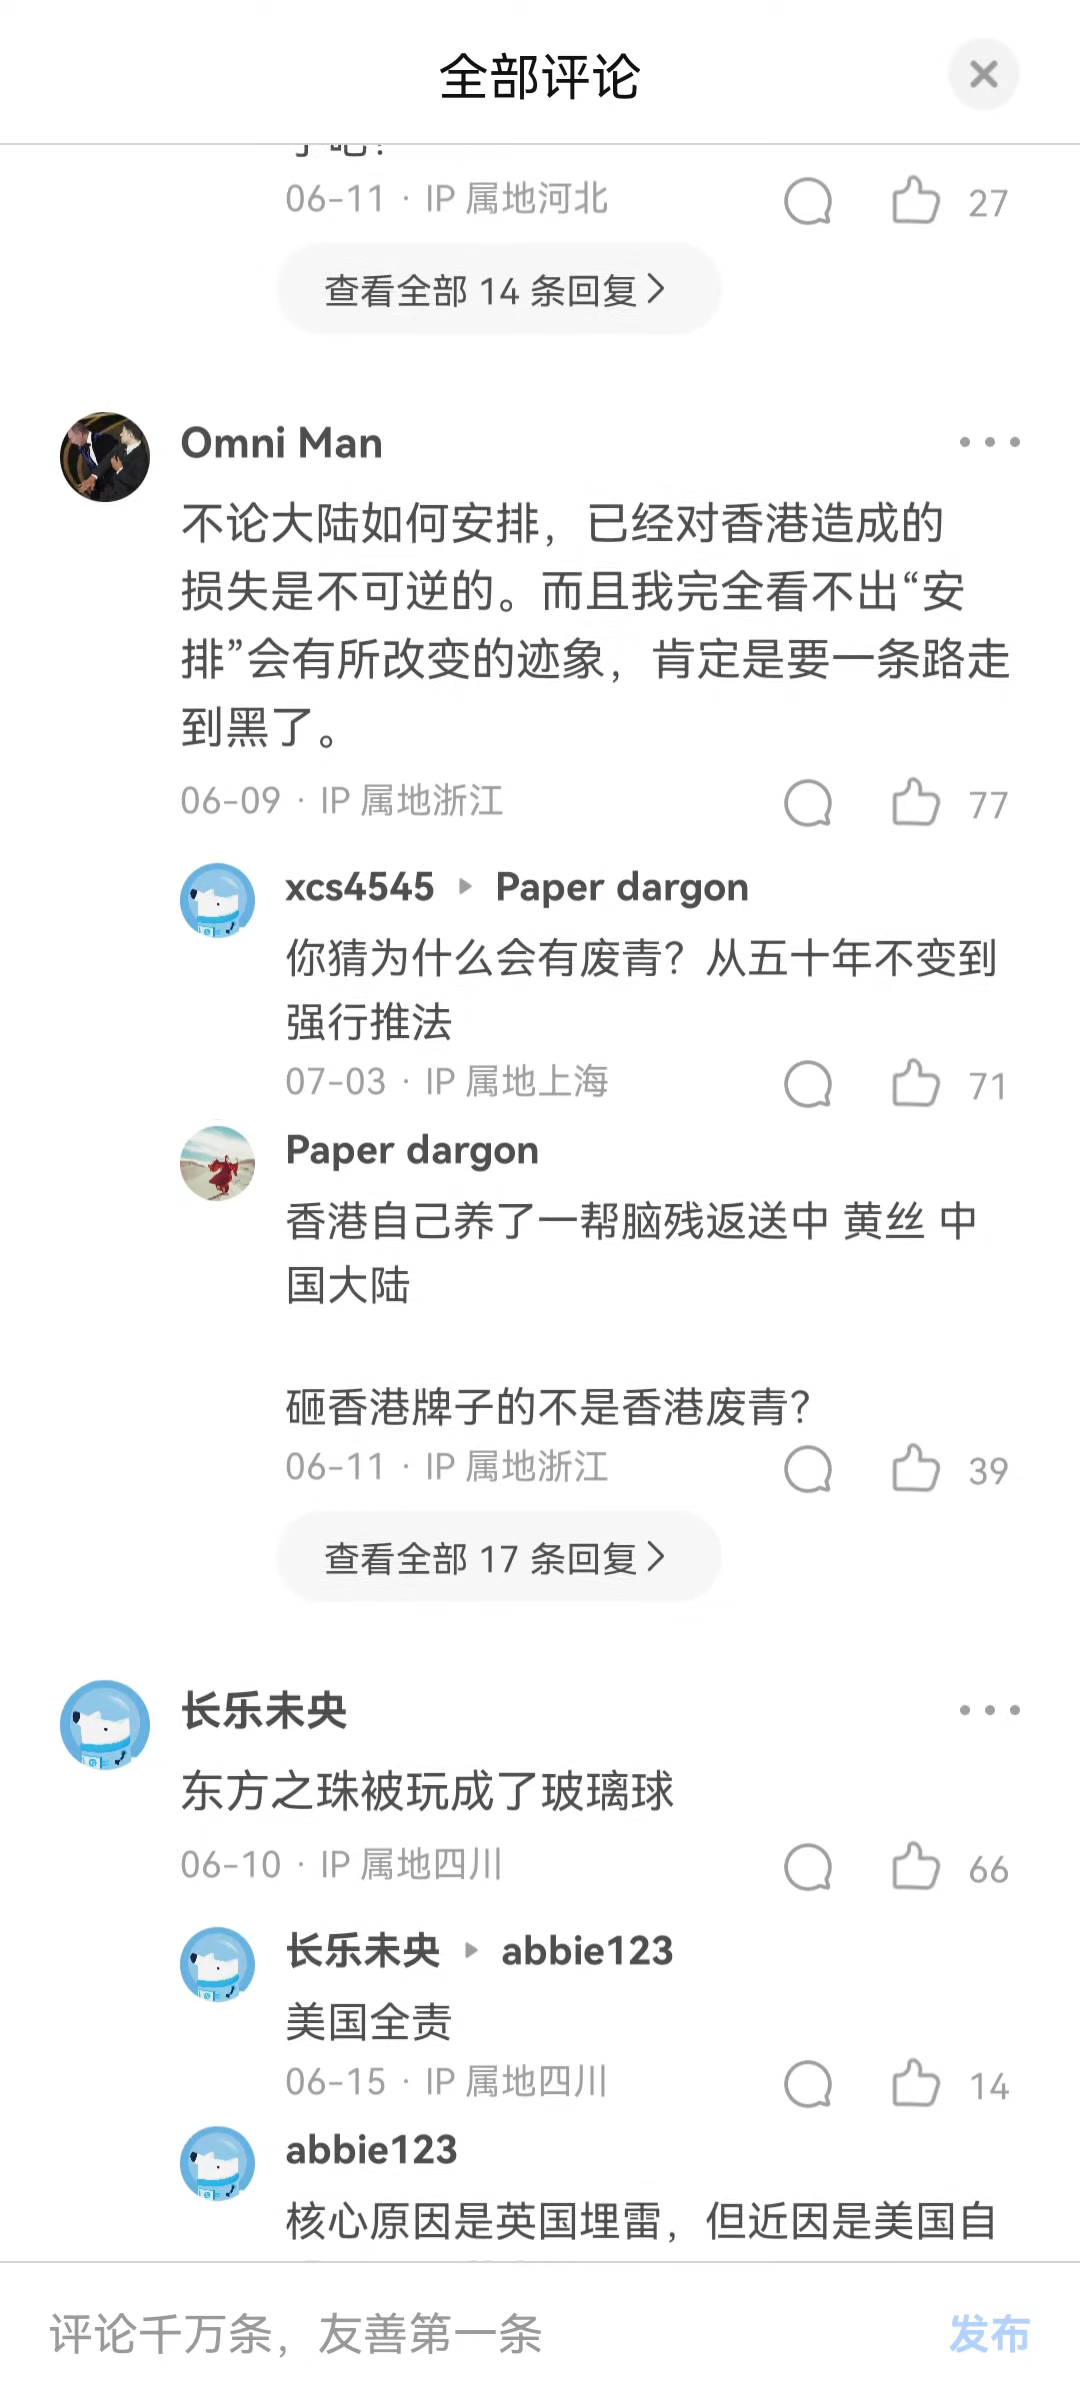 全部评论
06-11 · IP 属地河北
27
查看全部 14 条回复
Omni Man
不论大陆如何安排，已经对香港造成的
损失是不可逆的。而且我完全看不出“安
排”会有所改变的迹象，肯定是要一条路走
到黑了。
06-09 · IP 属地浙江
77
xcs4545 ▸ Paper dargon
你猜为什么会有废青？从五十年不变到
强行推法
07-03 · IP 属地上海
71
Paper dargon
香港自己养了一帮脑残返送中 黄丝 中
国大陆
砸香港牌子的不是香港废青？
06-11 · IP 属地浙江
39
查看全部 17 条回复
长乐未央
东方之珠被玩成了玻璃球
06-10 · IP 属地四川
66
长乐未央 ▸ abbie123
美国全责
06-15 · IP 属地四川
14
abbie123
核心原因是英国埋雷，但近因是美国自
评论千万条，友善第一条
发布